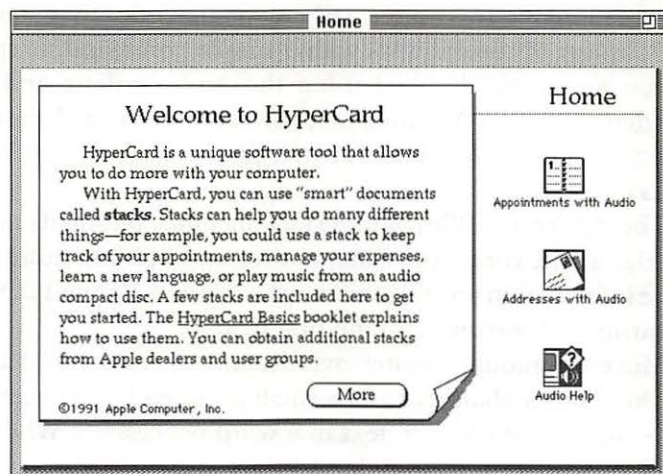 Home
Welcome to HyperCard
HyperCard is a unique software tool that allows
you to do more with your computer.
With HyperCard, you can use "smart" documents
called stacks. Stacks can help you do many different
things—for example, you could use a stack to keep
track of your appointments, manage your expenses,
learn a new language, or play music from an audio
compact disc. A few stacks are included here to get
you started. The HyperCard Basics booklet explains
how to use them. You can obtain additional stacks
from Apple dealers and user groups.
More
©1991 Apple Computer, Inc.
Home
Appointments with Audio
Addresses with Audio
Audio Help